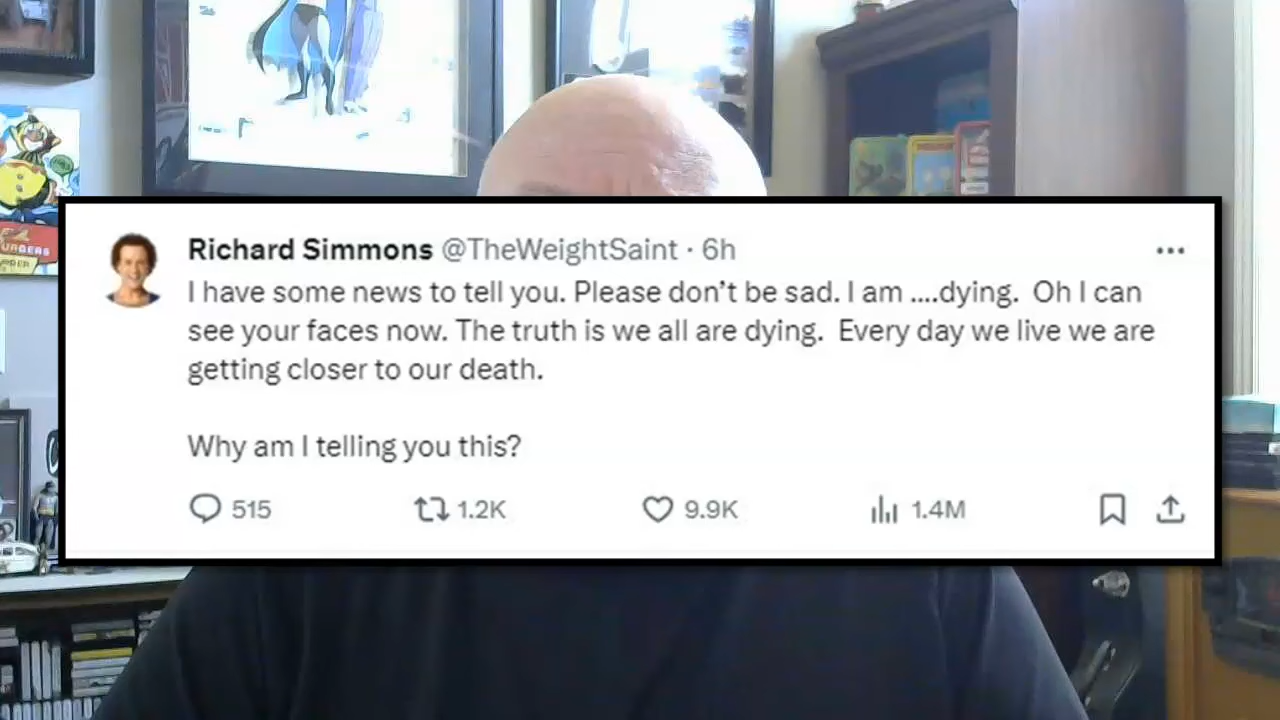 Richard Simmons @TheWeightSaint · 6h
I have some news to tell you. Please don't be sad. I am ....dying.  Oh I can
see your faces now. The truth is we all are dying.  Every day we live we are
getting closer to our death.
Why am I telling you this?
515 1.2K 9.9K 1.4M